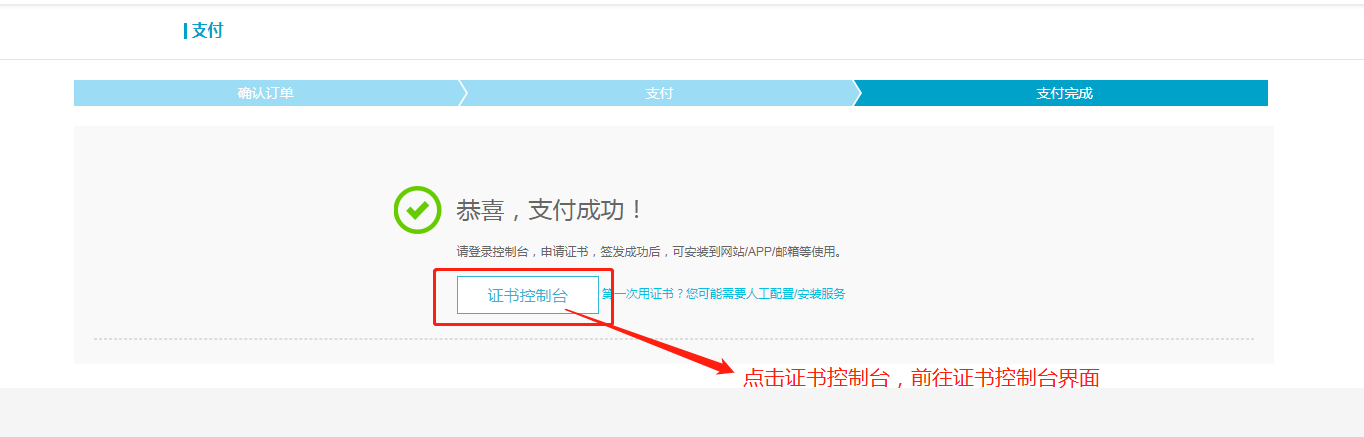 支付
确认订单
支付
支付完成
恭喜，支付成功！
请登录控制台，申请证书，签发成功后，可安装到网站/APP/邮箱等使用。
证书控制台
第一次用证书？您可能需要人工配置/安装服务
点击证书控制台，前往证书控制台界面